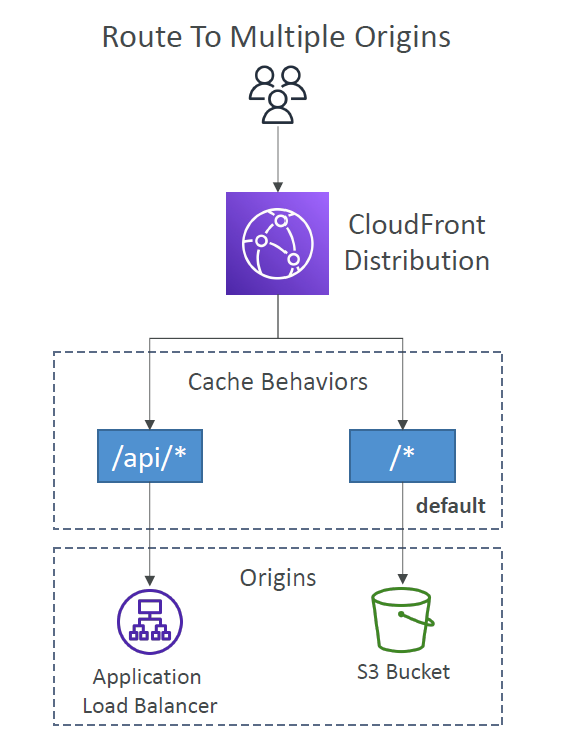 Route To Multiple Origins
CloudFront
Distribution
Cache Behaviors
/api/*
/*
default
Origins
Application
Load Balancer
S3 Bucket